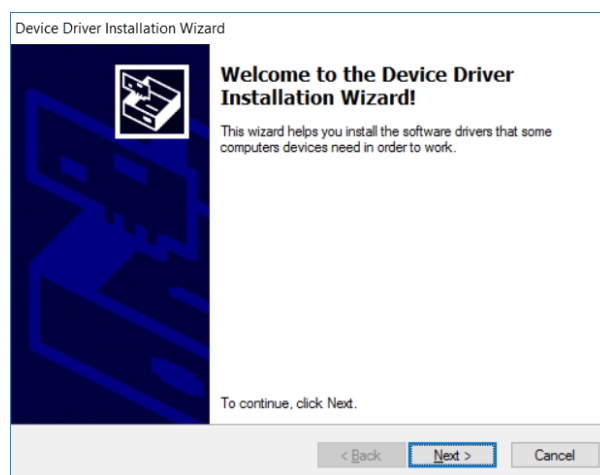 Device Driver Installation Wizard
Welcome to the Device Driver
Installation Wizard!
This wizard helps you install the software drivers that some
computers devices need in order to work.
To continue, click Next.
< Back
Next >
Cancel